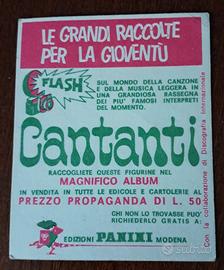 LE GRANDI RACCOLTE
PER LA GIOVENTÙ
FLASH
SUL MONDO DELLA CANZONE
E DELLA MUSICA LEGGERA IN
UNA GRANDIOSA RASSEGNA
DEI PIU' FAMOSI INTERPRETI
DEL MOMENTO.
Cantanti
RACCOGLIETE QUESTE FIGURINE NEL
MAGNIFICO ALBUM
IN VENDITA IN TUTTE LE EDICOLE E CARTOLERIE AL
PREZZO PROPAGANDA DI L. 50
CHI NON LO TROVASSE PUO'
RICHIEDERLO GRATIS A:
EDIZIONI PANINI MODENA
Con la collaborazione di Discografia Internazionale
subito